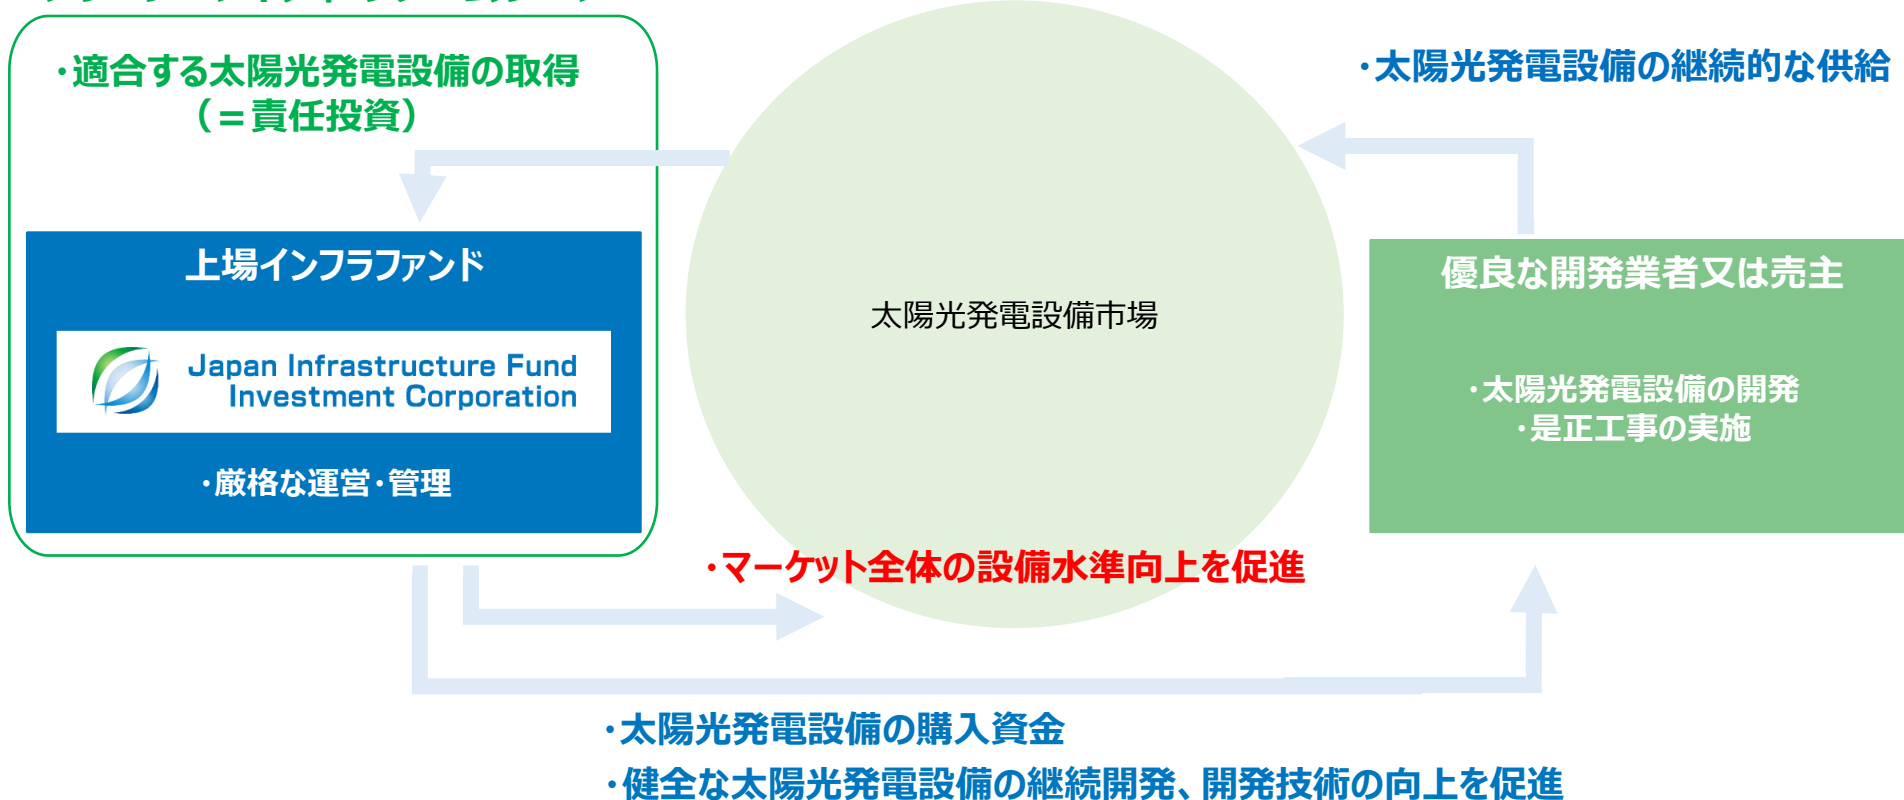 ・適合する太陽光発電設備の取得
（＝責任投資）
・太陽光発電設備の継続的な供給
上場インフラファンド
Japan Infrastructure Fund
Investment Corporation
・厳格な運営・管理
太陽光発電設備市場
・マーケット全体の設備水準向上を促進
優良な開発業者又は売主
・太陽光発電設備の開発
・是正工事の実施
・太陽光発電設備の購入資金
・健全な太陽光発電設備の継続開発、開発技術の向上を促進